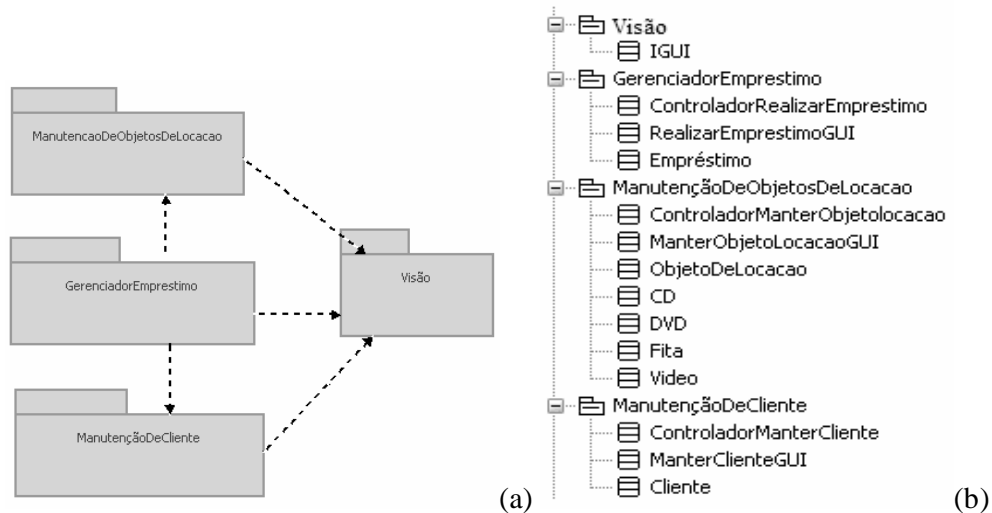 ManutencaoDeObjetosDeLocacao
GerenciadorEmprestimo
Visão
ManutençãoDeCliente
(a)
Visão
IGUI
GerenciadorEmprestimo
ControladorRealizarEmprestimo
RealizarEmprestimoGUI
Empréstimo
ManutençãoDeObjetosDeLocacao
ControladorManterObjetolocacao
ManterObjetoLocacaoGUI
ObjetoDeLocacao
CD
DVD
Fita
Video
ManutençãoDeCliente
ControladorManterCliente
ManterClienteGUI
Cliente
(b)